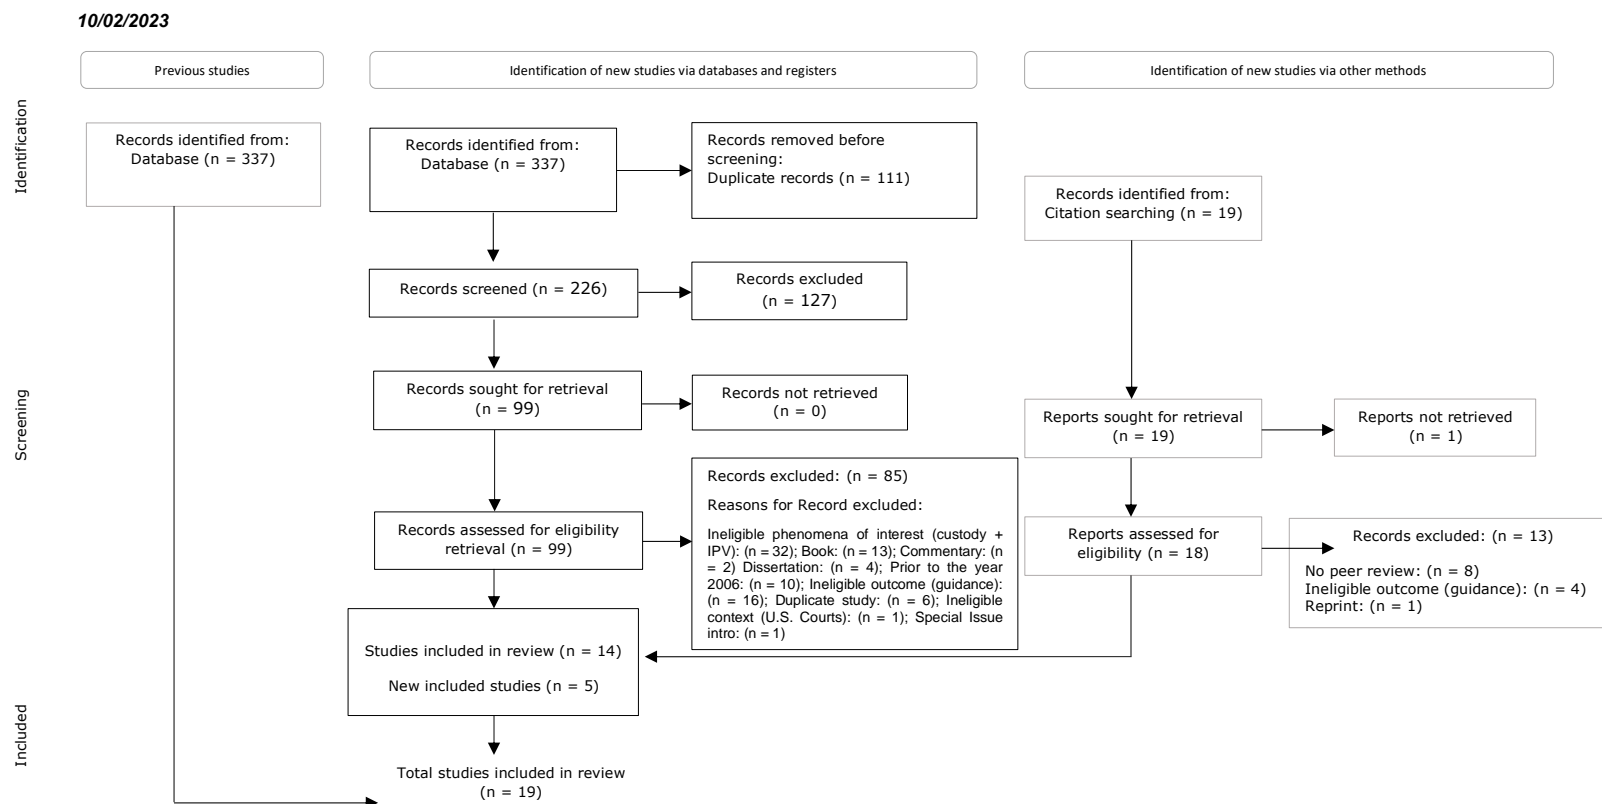 10/02/2023
Previous studies
Identification of new studies via databases and registers
Identification of new studies via other methods
Identification
Records identified from:
Database (n = 337)
Records identified from:
Database (n = 337)
Records removed before
screening:
Duplicate records (n = 111)
Records identified from:
Citation searching (n = 19)
Screening
Records screened (n = 226)
Records excluded
(n = 127)
Records sought for retrieval
(n = 99)
Records not retrieved
(n = 0)
Reports sought for retrieval
(n = 19)
Reports not retrieved
(n = 1)
Records assessed for eligibility
retrieval (n = 99)
Records excluded: (n = 85)
Reasons for Record excluded:
Ineligible phenomena of interest (custody +
IPV): (n = 32); Book: (n = 13); Commentary: (n
= 2) Dissertation: (n = 4); Prior to the year
2006: (n = 10); Ineligible outcome (guidance):
(n = 16); Duplicate study: (n = 6); Ineligible
context (U.S. Courts): (n = 1); Special Issue
intro: (n = 1)
Reports assessed for
eligibility (n = 18)
Records excluded: (n = 13)
No peer review: (n = 8)
Ineligible outcome (guidance): (n = 4)
Reprint: (n = 1)
Included
Studies included in review (n = 14)
New included studies (n = 5)
Total studies included in review
(n = 19)